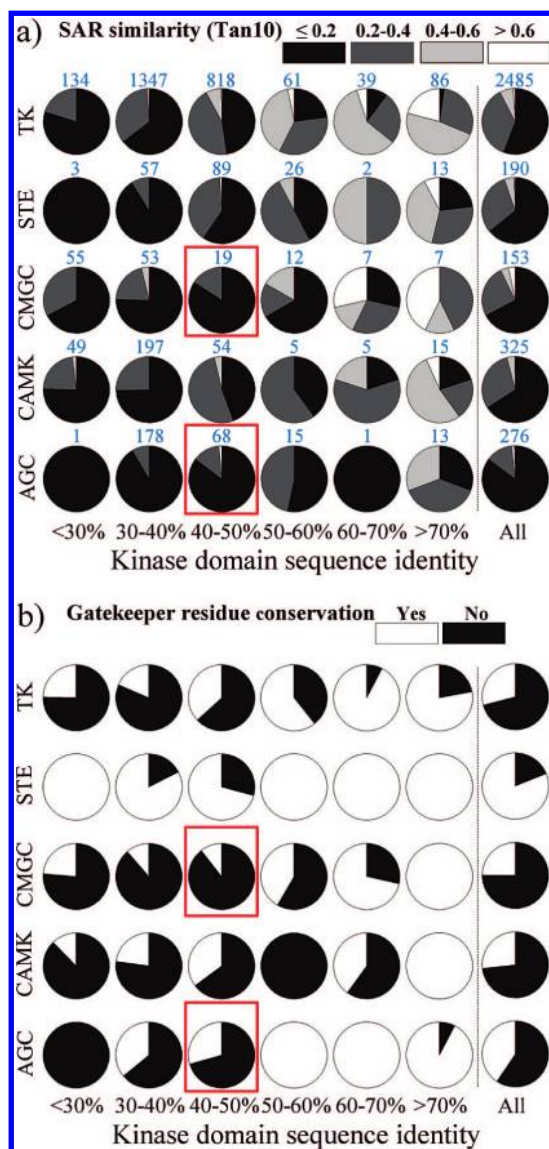 a) SAR similarity (Tan10) ≤ 0.2 0.2-0.4 0.4-0.6 > 0.6
TK 134 1347 818 61 39 86 2485
STE 3 57 89 26 2 13 190
CMGC 55 53 19 12 7 7 153
CAMK 49 197 54 5 5 15 325
AGC 1 178 68 15 1 13 276
<30% 30-40% 40-50% 50-60% 60-70% >70% All
Kinase domain sequence identity
b) Gatekeeper residue conservation Yes No
TK
STE
CMGC
CAMK
AGC
<30% 30-40% 40-50% 50-60% 60-70% >70% All
Kinase domain sequence identity